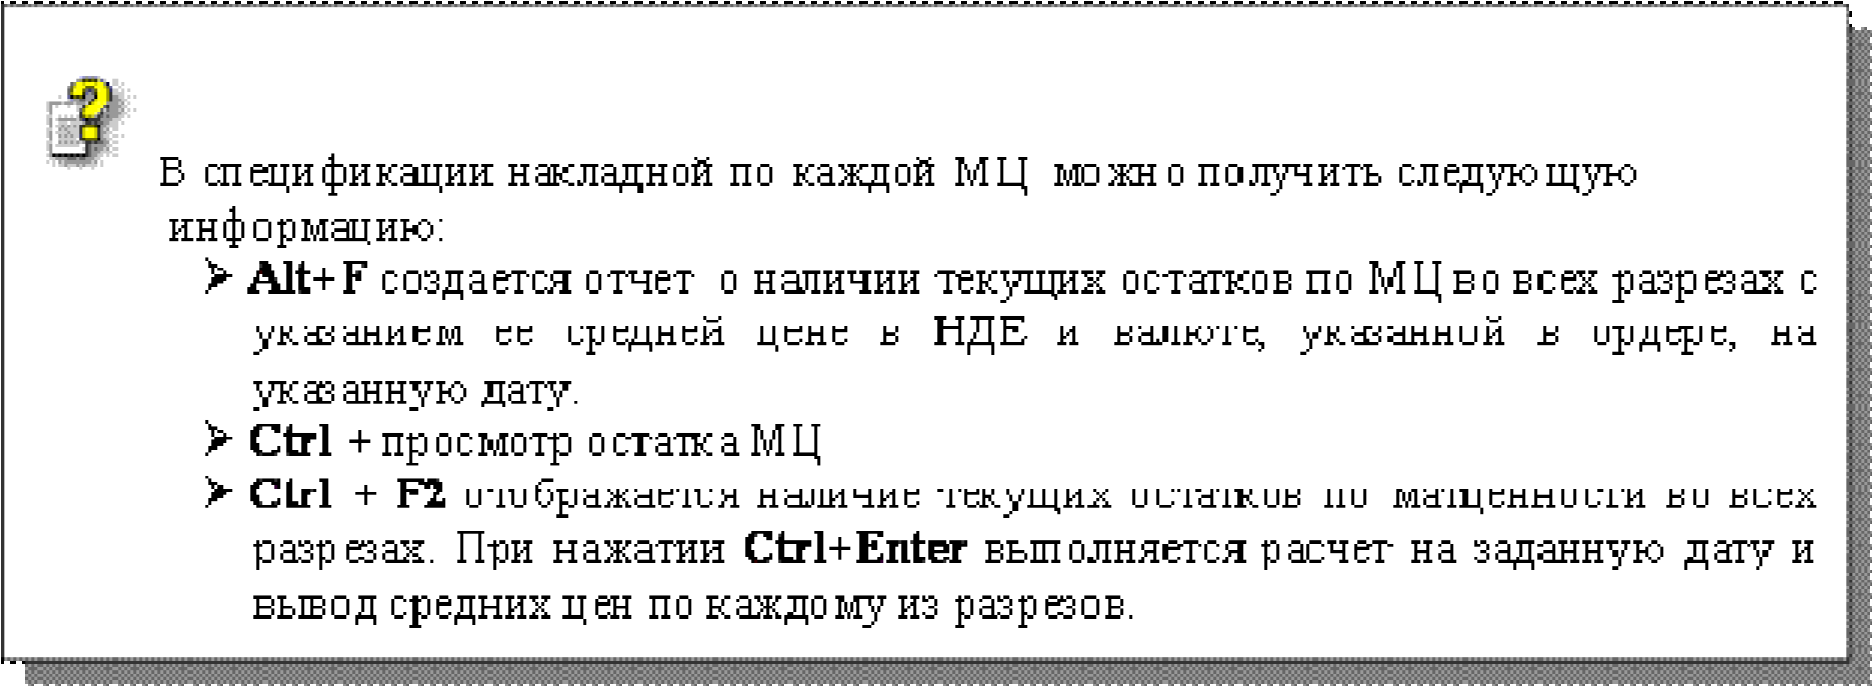 В спецификации накладной по каждой МЦ можно получить следующую
информацию:
➢ Alt+F создается отчет о наличии текущих остатков по МЦ во всех разрезах с
указанием ее средней цене в НДЕ и валюте, указанной в ордере, на
указанную дату.
➢ Ctrl + просмотр остатка МЦ
➢ Ctrl + F2 отображается наличие текущих остатков по матценности во всех
разрезах. При нажатии Ctrl+Enter выполняется расчет на заданную дату и
вывод средних цен по каждому из разрезов.